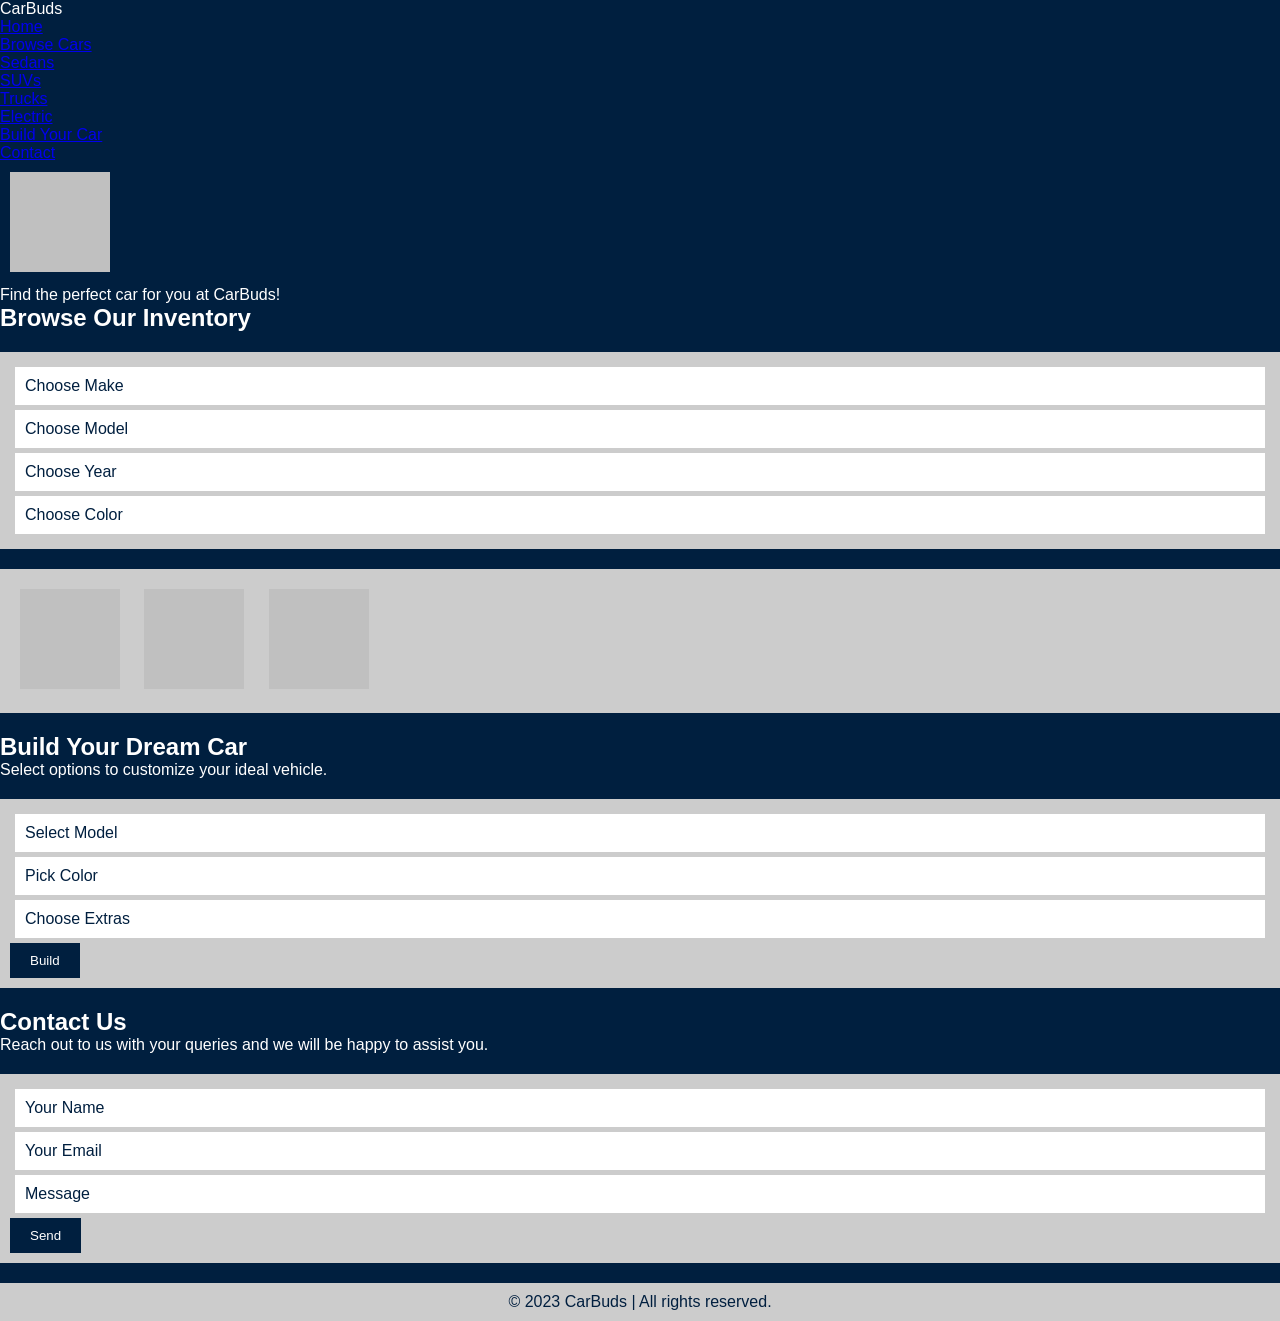 CarBuds
Home
Browse Cars
Sedans
SUVs
Trucks
Electric
Build Your Car
Contact
Find the perfect car for you at CarBuds!
Browse Our Inventory
Choose Make
Choose Model
Choose Year
Choose Color
Build Your Dream Car
Select options to customize your ideal vehicle.
Select Model
Pick Color
Choose Extras
Build
Contact Us
Reach out to us with your queries and we will be happy to assist you.
Your Name
Your Email
Message
Send
© 2023 CarBuds | All rights reserved.